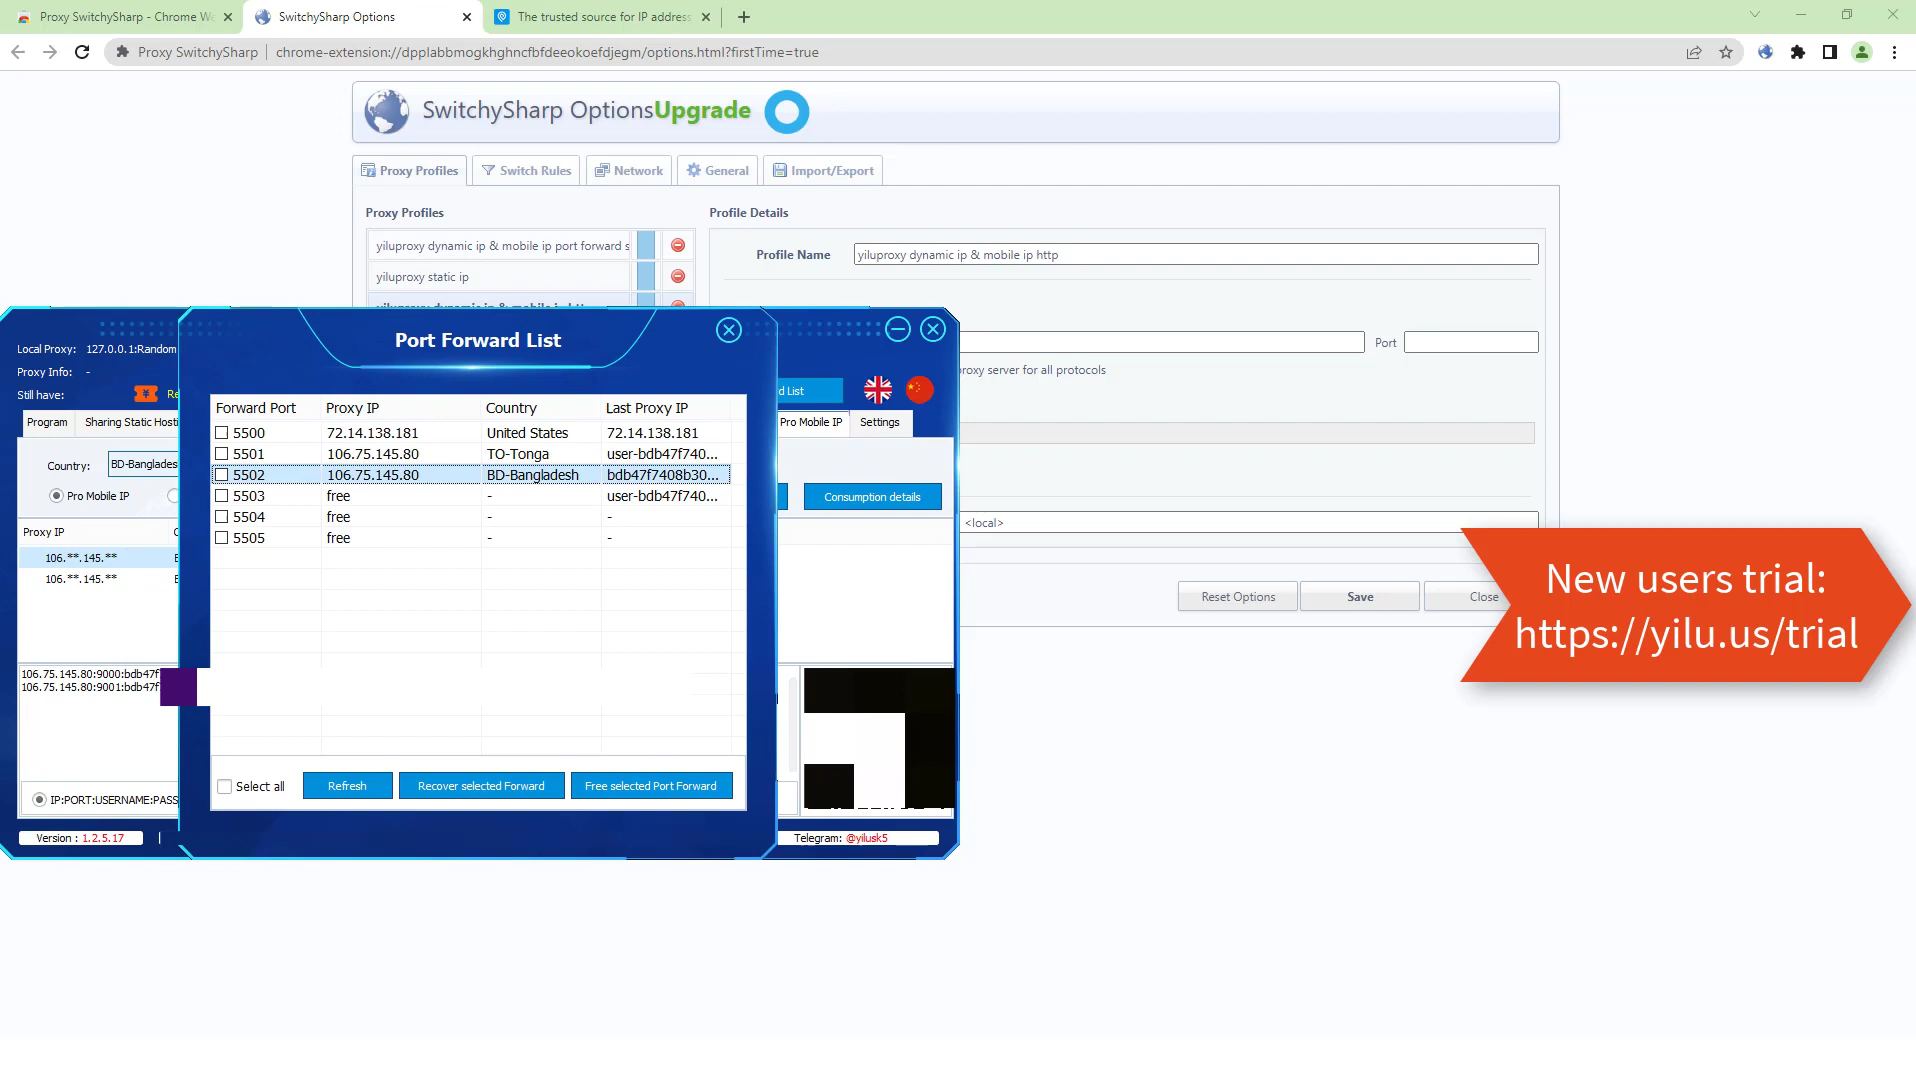 Proxy SwitchySharp - Chrome We
SwitchySharp Options
The trusted source for IP address
Proxy SwitchySharp
chrome-extension://dpplabbmogkhghncfbfdeeokoefdjegm/options.html?firstTime=true
SwitchySharp OptionsUpgrade
Proxy Profiles
Switch Rules
Network
General
Import/Export
Proxy Profiles
Profile Details
yiluproxy dynamic ip & mobile ip port forward s
Profile Name
yiluproxy dynamic ip & mobile ip http
yiluproxy static ip
Port Forward List
Local Proxy: 127.0.0.1:Random
Port
Proxy Info: -
proxy server for all protocols
Still have:
Re
d List
Forward Port
Proxy IP
Country
Last Proxy IP
Program
Sharing Static Hosti
Pro Mobile IP
Settings
5500 72.14.138.181 United States 72.14.138.181
5501 106.75.145.80 TO-Tonga user-bdb47f740...
Country: BD-Banglades
5502 106.75.145.80 BD-Bangladesh bdb47f7408b30...
Pro Mobile IP
5503 free - user-bdb47f740...
Consumption details
5504 free - -
<local>
Proxy IP
5505 free - -
106.**.145.**
106.**.145.**
New users trial:
https://yilu.us/trial
Reset Options
Save
Close
106.75.145.80:9000:bdb47f
106.75.145.80:9001:bdb47f
Select all
Refresh
Recover selected Forward
Free selected Port Forward
IP:PORT:USERNAME:PASS
Version : 1.2.5.17
Telegram: @yilusk5